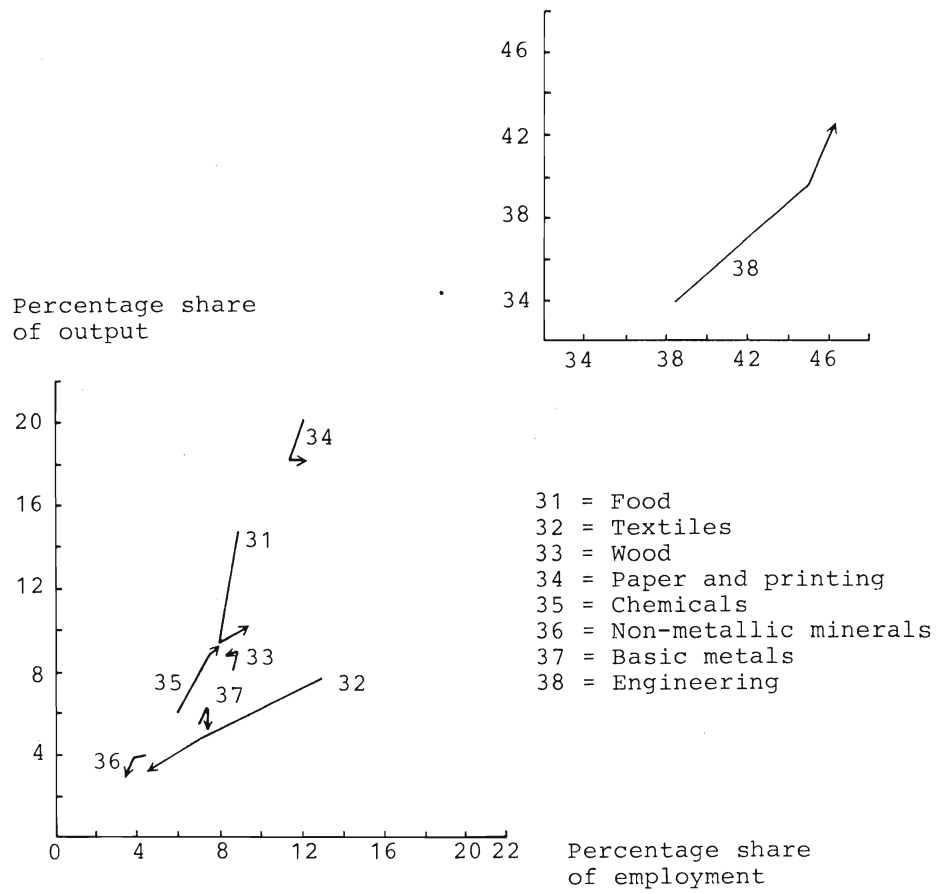 46
42
38
34
38
34 38 42 46
Percentage share
of output
20
16
12
8
4
34
31
33
35
32
37
36
0 4 8 12 16 20 22
31 = Food
32 = Textiles
33 = Wood
34 = Paper and printing
35 = Chemicals
36 = Non-metallic minerals
37 = Basic metals
38 = Engineering
Percentage share
of employment